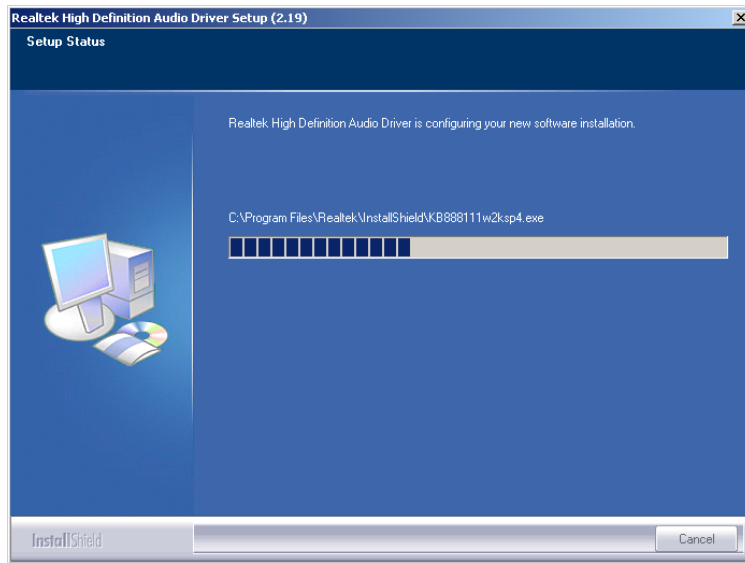 Realtek High Definition Audio Driver Setup (2.19)
Setup Status
Realtek High Definition Audio Driver is configuring your new software installation.
C:\Program Files\Realtek\InstallShield\KB888111w2ksp4.exe
InstallShield
Cancel